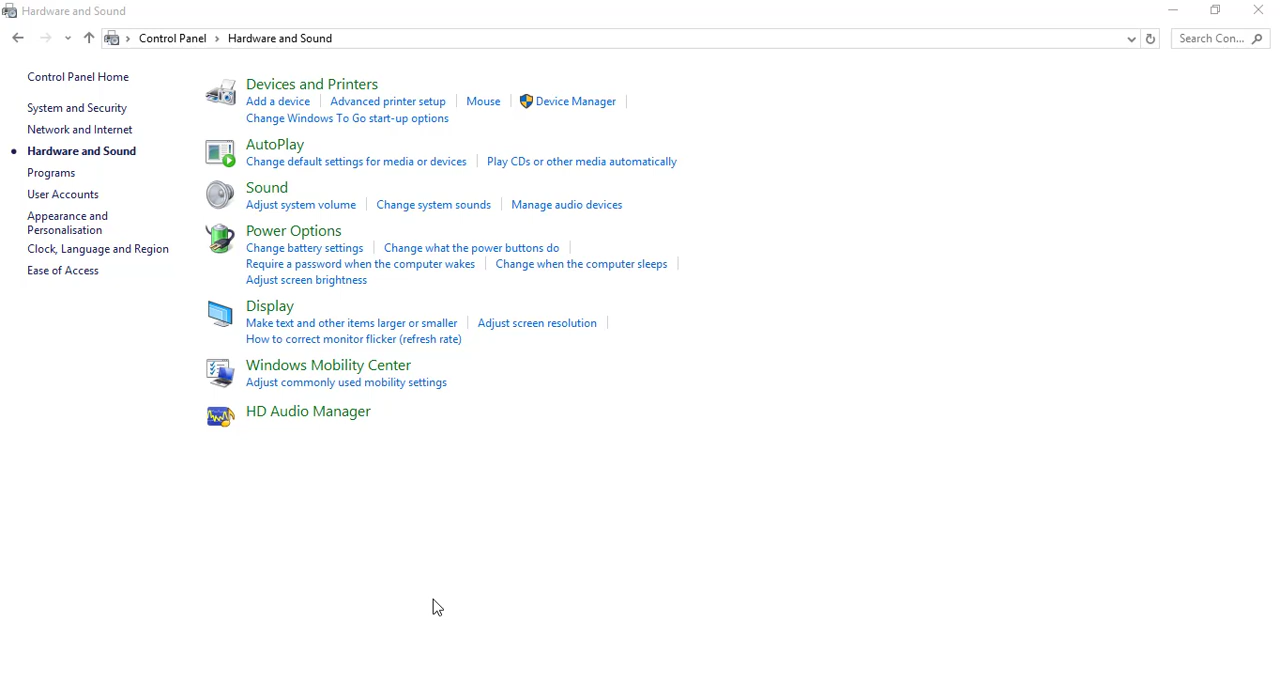 Hardware and Sound
Control Panel > Hardware and Sound
Search Con...
Control Panel Home
System and Security
Network and Internet
Hardware and Sound
Programs
User Accounts
Appearance and
Personalisation
Clock, Language and Region
Ease of Access
Devices and Printers
Add a device | Advanced printer setup | Mouse | Device Manager |
Change Windows To Go start-up options
AutoPlay
Change default settings for media or devices | Play CDs or other media automatically
Sound
Adjust system volume | Change system sounds | Manage audio devices
Power Options
Change battery settings | Change what the power buttons do |
Require a password when the computer wakes | Change when the computer sleeps |
Adjust screen brightness
Display
Make text and other items larger or smaller | Adjust screen resolution |
How to correct monitor flicker (refresh rate)
Windows Mobility Center
Adjust commonly used mobility settings
HD Audio Manager